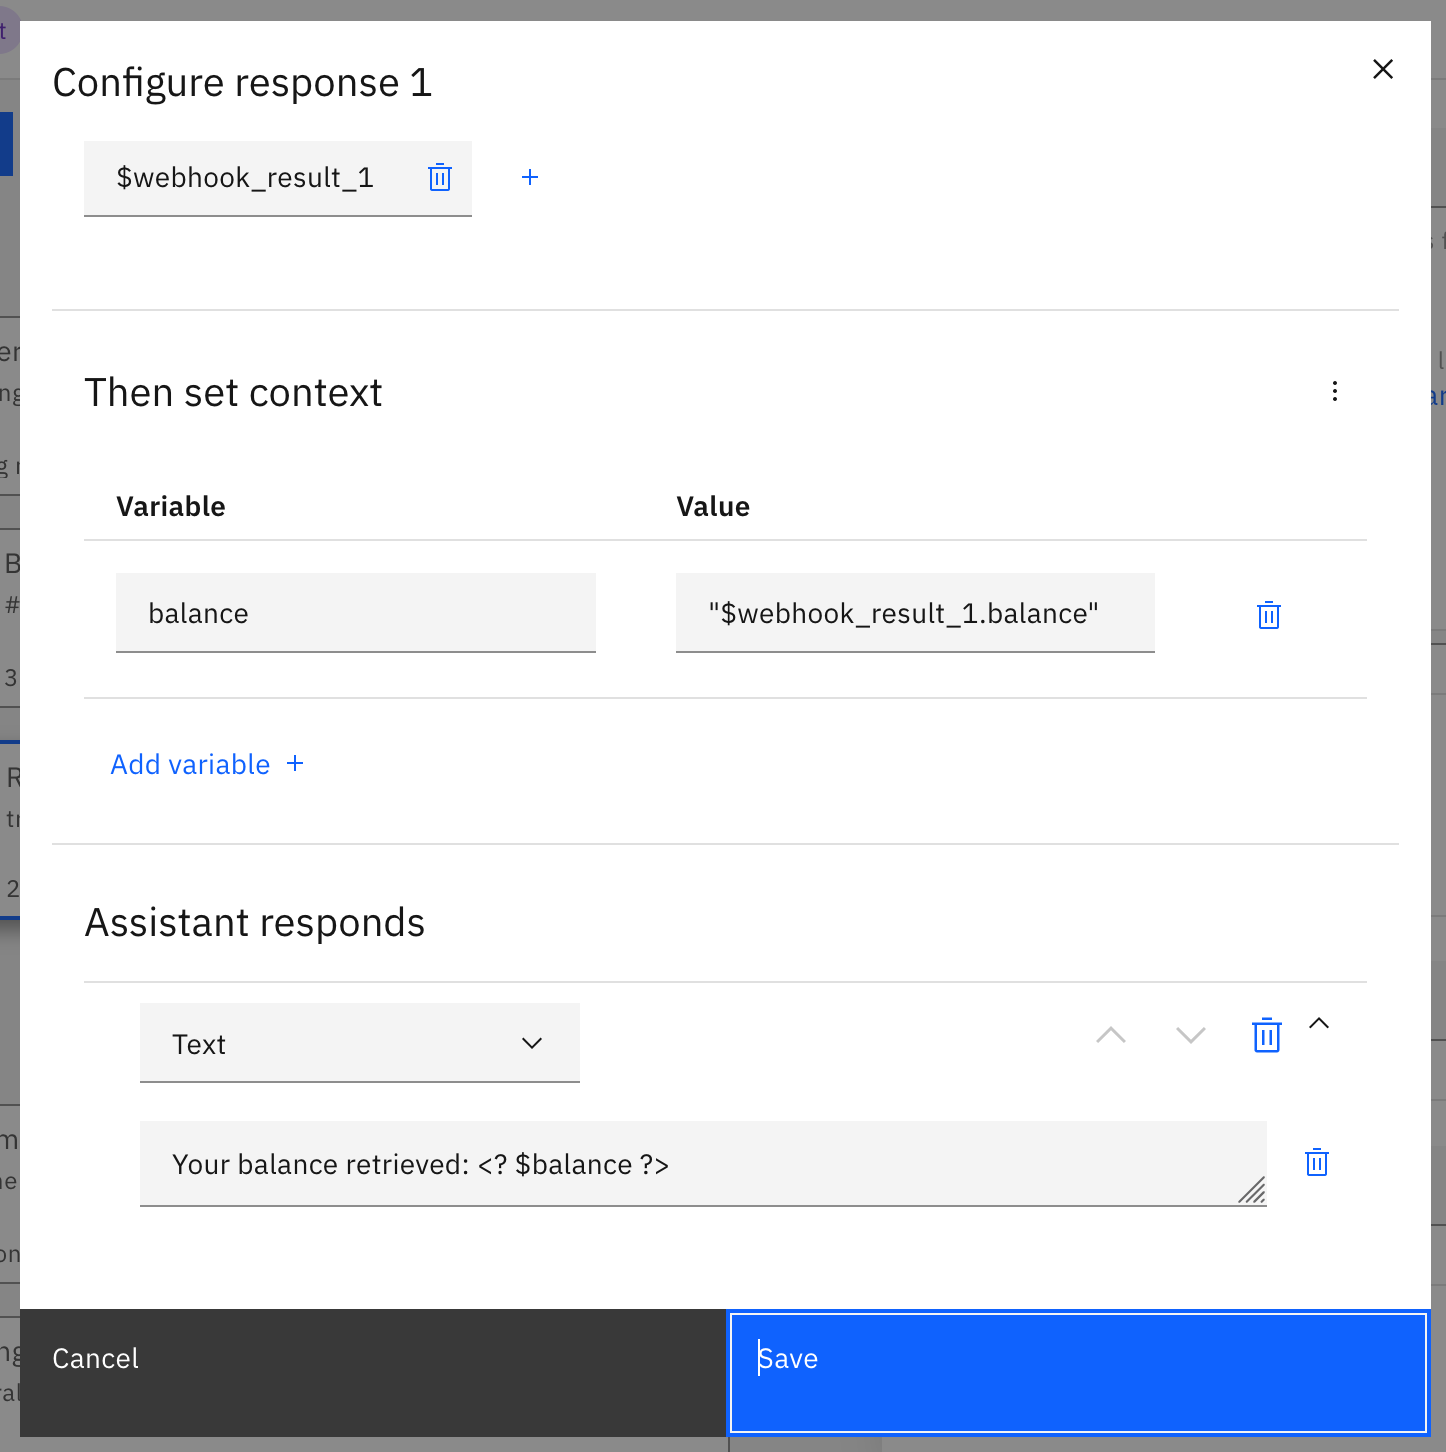 Configure response 1
$webhook_result_1
Then set context
Variable
Value
balance
"$webhook_result_1.balance"
Add variable +
Assistant responds
Text
Your balance retrieved: <? $balance ?>
Cancel
Save